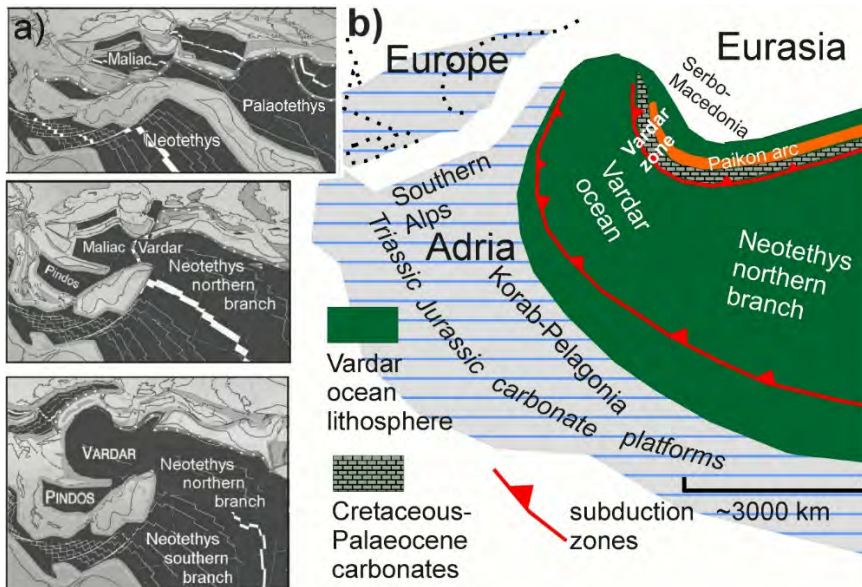 a)
Maliac
Palaotethys
Neotethys
Maliac
Vardar
Pindos
Neotethys
northern
branch
VARDAR
PINDOS
Neotethys
northern
branch
Neotethys
southern
branch
b)
Europe
Eurasia
Serbo-
Macedonia
Vardar
zone
Paikon arc
Southern
Alps
Vardar
ocean
Adria
Neotethys
northern
branch
Korab-Pelagonia
Triassic Jurassic carbonate platforms
Vardar
ocean
lithosphere
Cretaceous-
Palaeocene
carbonates
subduction
zones
~3000 km